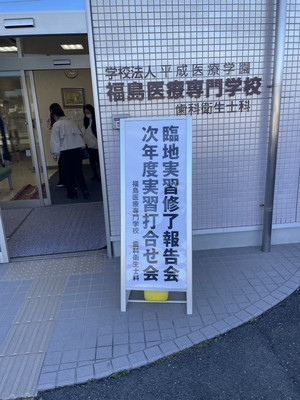 学校法人 平成医療学園
福島医療専門学校
歯科衛生士科
臨地実習修了報告会
次年度実習打合せ会
福島医療専門学校 歯科衛生士科